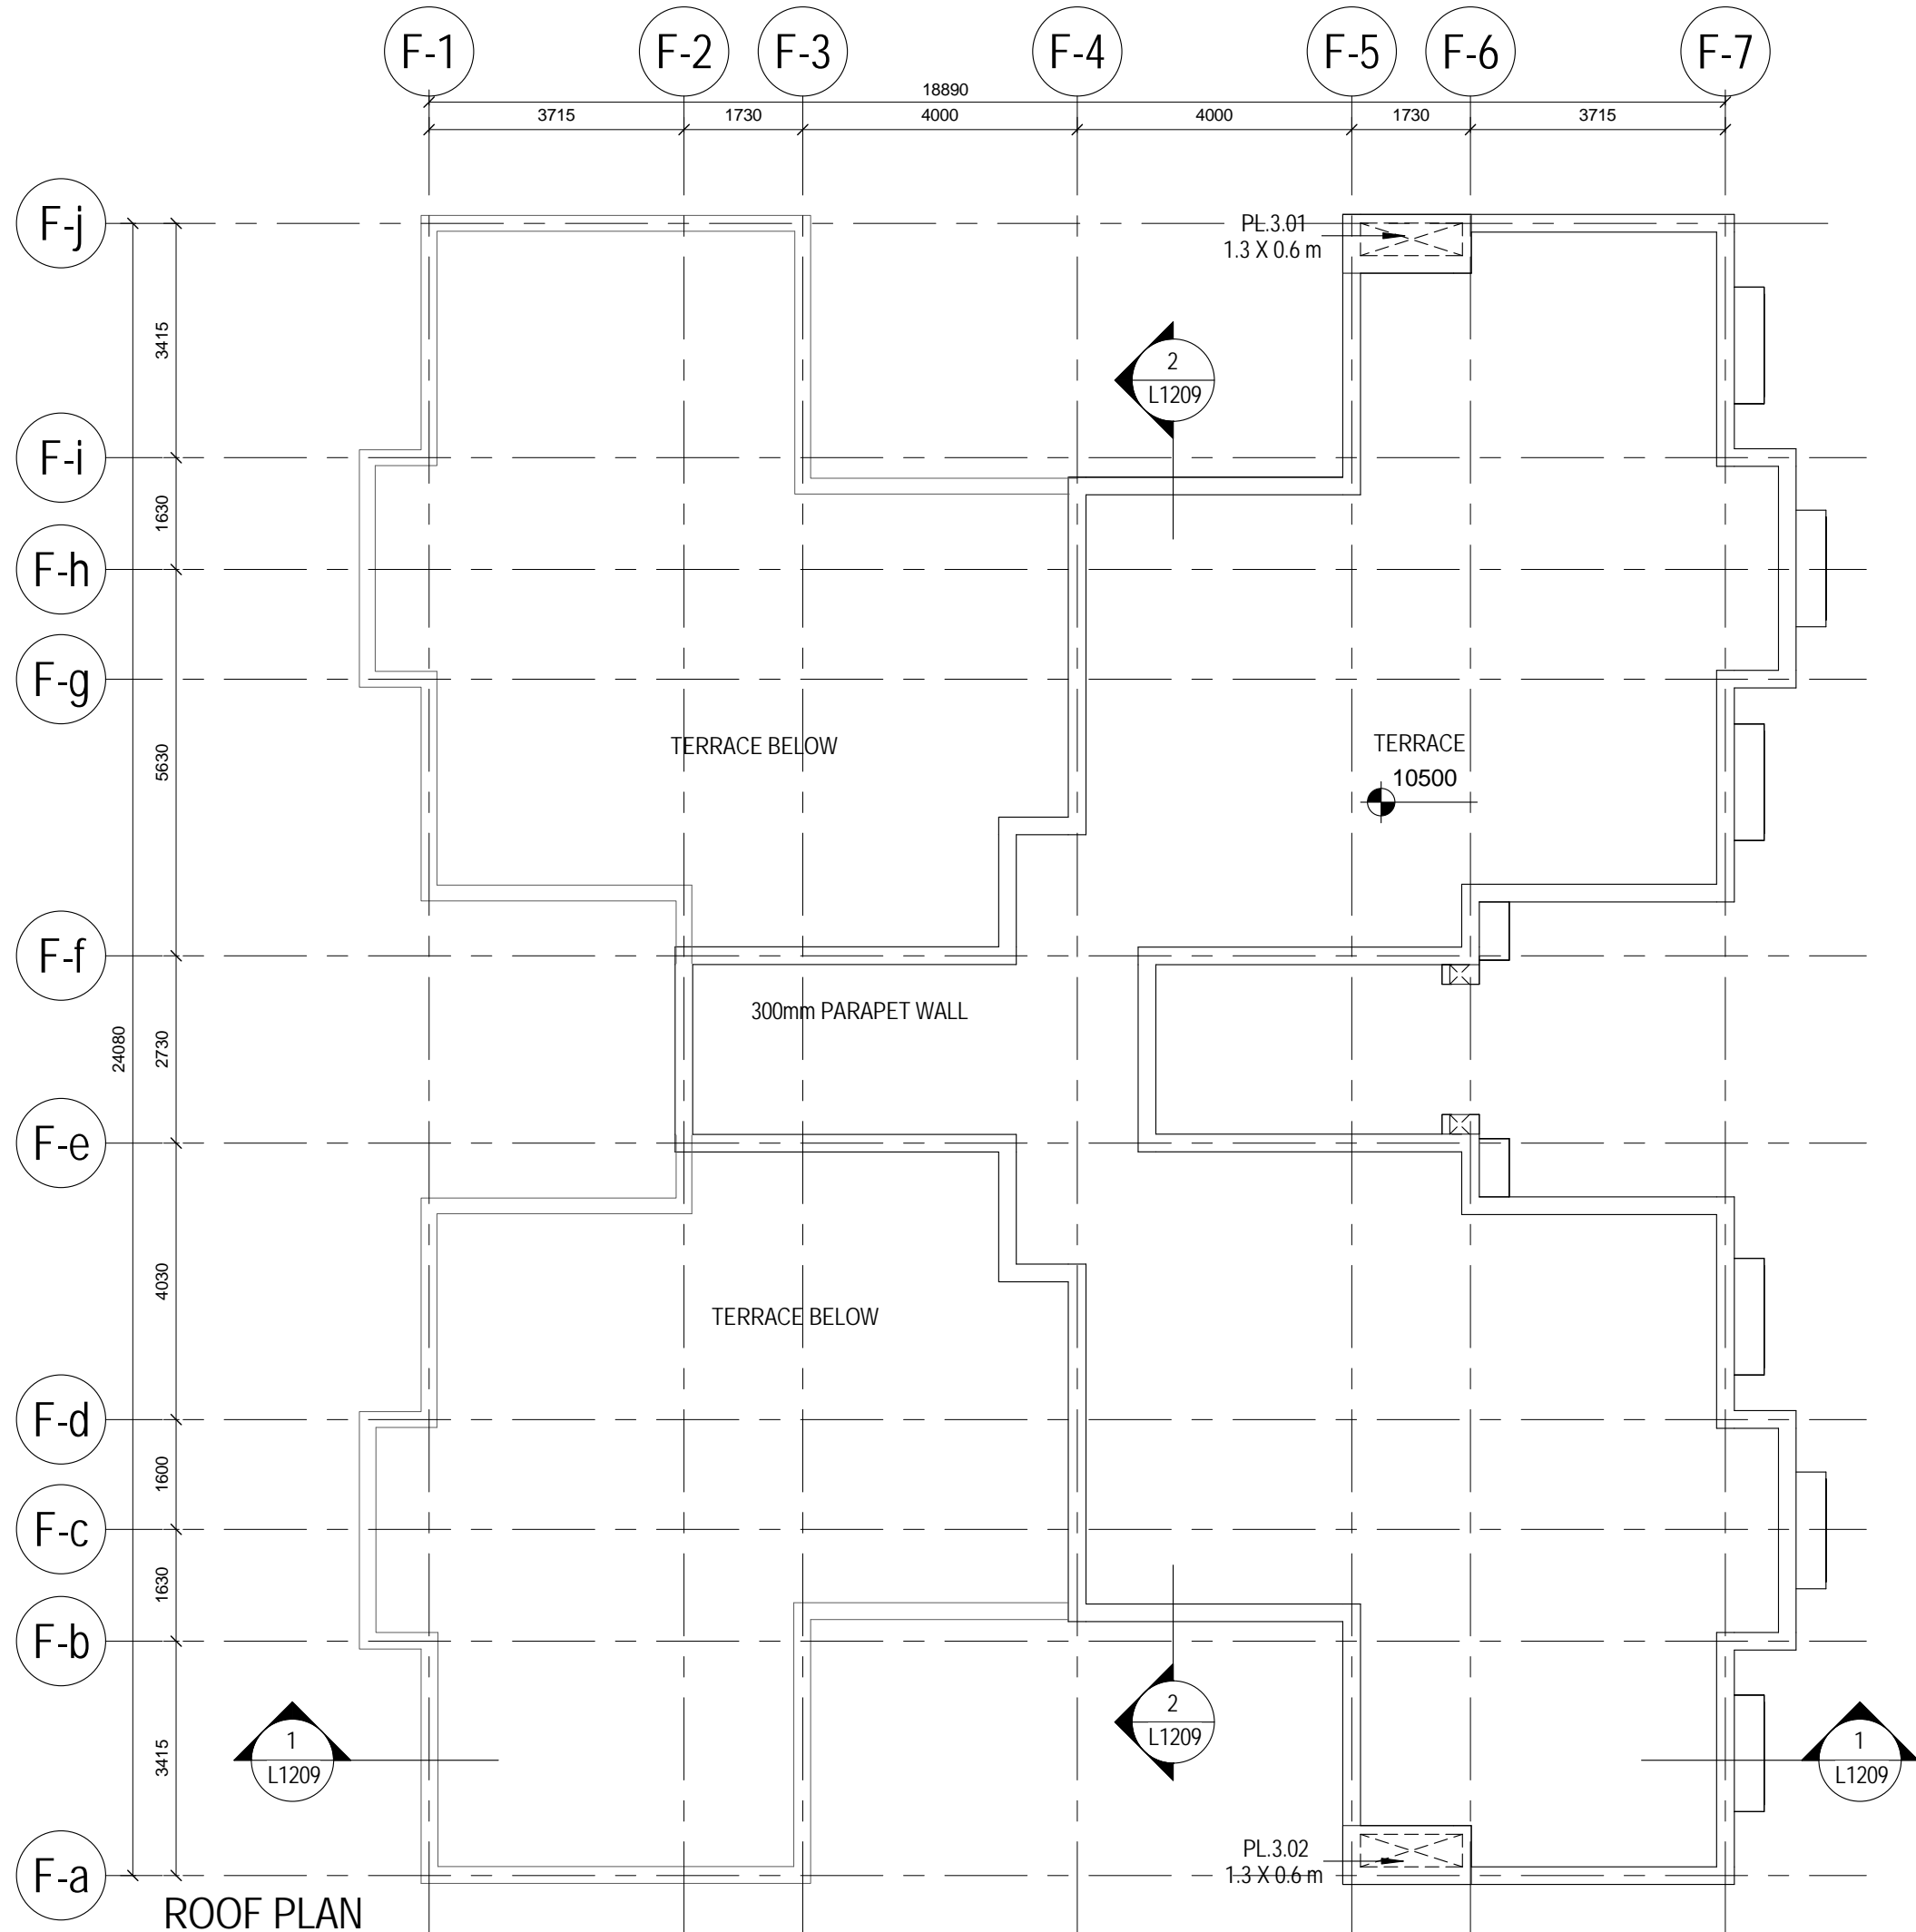 F-1
F-2
F-3
F-4
F-5
F-6
F-7
18890
3715
1730
4000
4000
1730
3715
F-j
PL.3.01
1.3 X 0.6 m
3415
2
L1209
F-i
1630
F-h
F-g
5630
TERRACE BELOW
TERRACE
10500
F-f
300mm PARAPET WALL
24080
2730
F-e
4030
TERRACE BELOW
F-d
1600
F-c
1630
F-b
3415
1
L1209
2
L1209
1
L1209
PL.3.02
1.3 X 0.6 m
F-a
ROOF PLAN